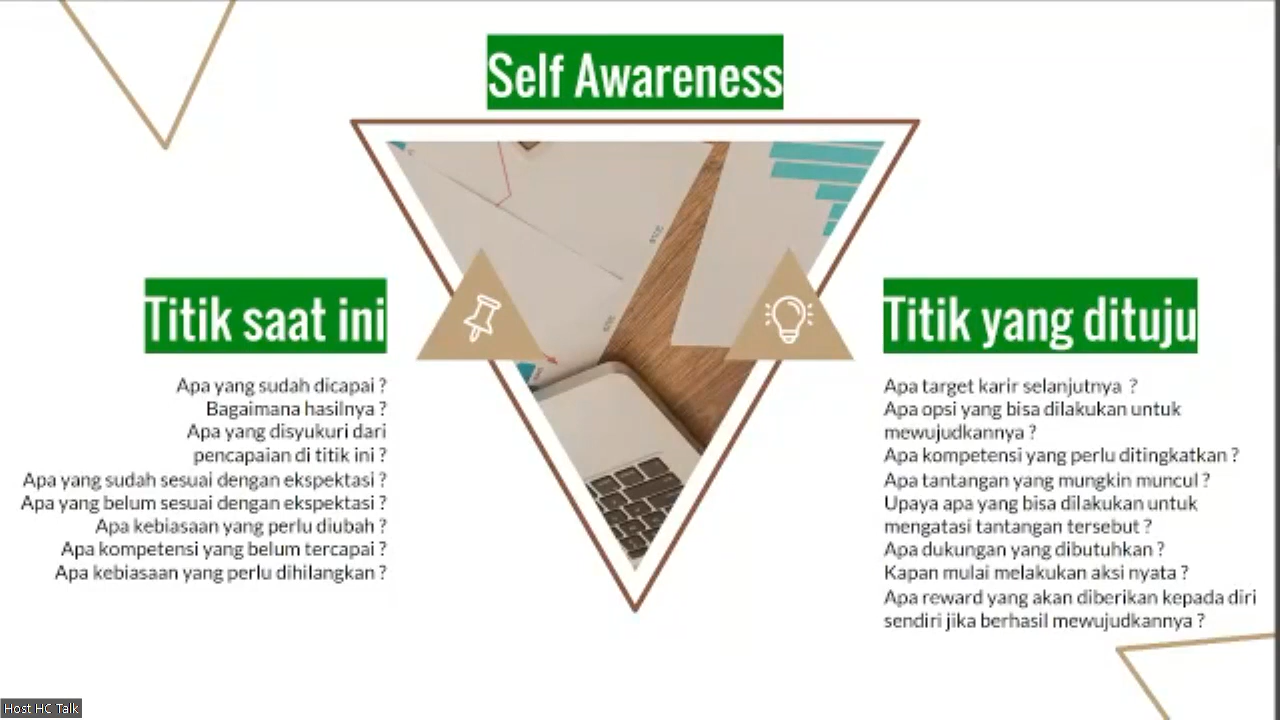 Self Awareness
Titik saat ini
Apa yang sudah dicapai ?
Bagaimana hasilnya ?
Apa yang disyukuri dari
pencapaian di titik ini ?
Apa yang sudah sesuai dengan ekspektasi ?
Apa yang belum sesuai dengan ekspektasi ?
Apa kebiasaan yang perlu diubah ?
Apa kompetensi yang belum tercapai ?
Apa kebiasaan yang perlu dihilangkan ?
Titik yang dituju
Apa target karir selanjutnya ?
Apa opsi yang bisa dilakukan untuk
mewujudkannya ?
Apa kompetensi yang perlu ditingkatkan ?
Apa tantangan yang mungkin muncul ?
Upaya apa yang bisa dilakukan untuk
mengatasi tantangan tersebut ?
Apa dukungan yang dibutuhkan ?
Kapan mulai melakukan aksi nyata ?
Apa reward yang akan diberikan kepada diri
sendiri jika berhasil mewujudkannya ?
Host HC Talk